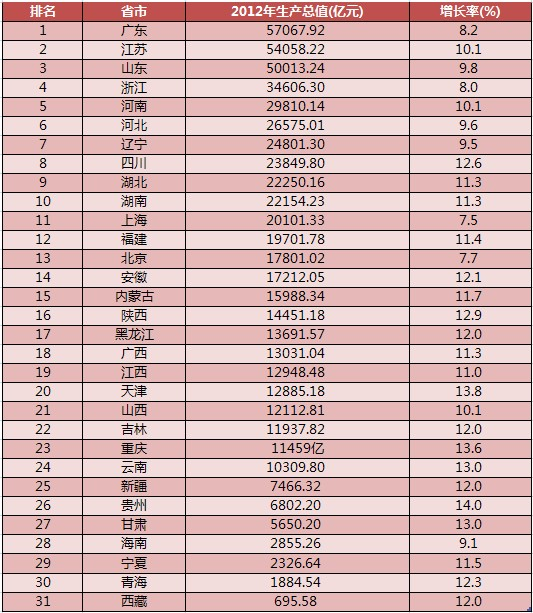 排名 省市 2012年生产总值(亿元) 增长率(%)
1 广东 57067.92 8.2
2 江苏 54058.22 10.1
3 山东 50013.24 9.8
4 浙江 34606.30 8.0
5 河南 29810.14 10.1
6 河北 26575.01 9.6
7 辽宁 24801.30 9.5
8 四川 23849.80 12.6
9 湖北 22250.16 11.3
10 湖南 22154.23 11.3
11 上海 20101.33 7.5
12 福建 19701.78 11.4
13 北京 17801.02 7.7
14 安徽 17212.05 12.1
15 内蒙古 15988.34 11.7
16 陕西 14451.18 12.9
17 黑龙江 13691.57 12.0
18 广西 13031.04 11.3
19 江西 12948.48 11.0
20 天津 12885.18 13.8
21 山西 12112.81 10.1
22 吉林 11937.82 12.0
23 重庆 11459亿 13.6
24 云南 10309.80 13.0
25 新疆 7466.32 12.0
26 贵州 6802.20 14.0
27 甘肃 5650.20 13.0
28 海南 2855.26 9.1
29 宁夏 2326.64 11.5
30 青海 1884.54 12.3
31 西藏 695.58 12.0